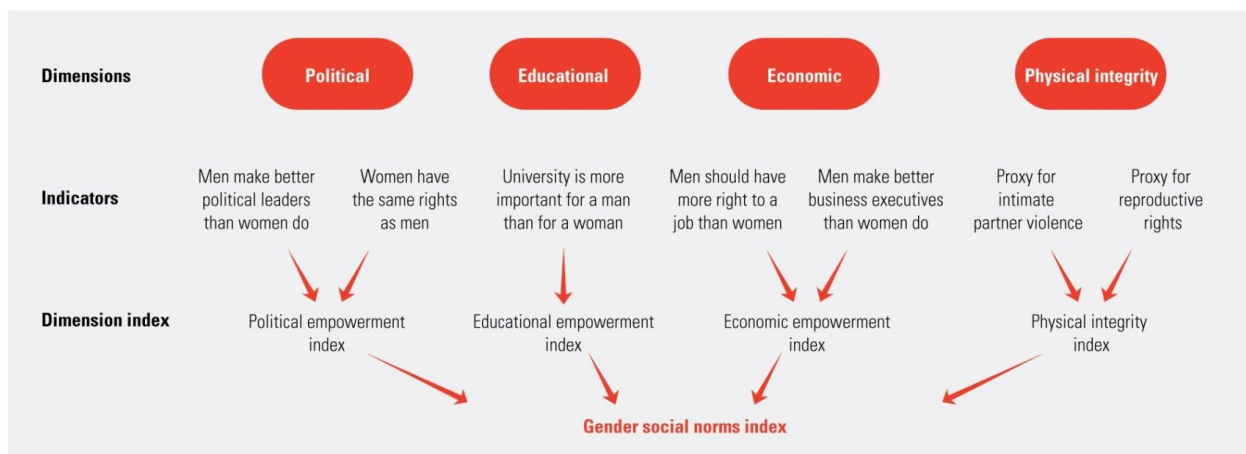 Dimensions
Political
Educational
Economic
Physical integrity
Indicators
Men make better
political leaders
than women do
Women have
the same rights
as men
University is more
important for a man
than for a woman
Men should have
more right to a
job than women
Men make better
business executives
than women do
Proxy for
intimate
partner violence
Proxy for
reproductive
rights
Dimension index
Political empowerment
index
Educational empowerment
index
Economic empowerment
index
Physical integrity
index
Gender social norms index